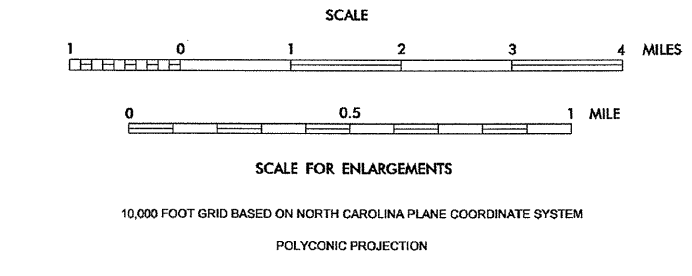 SCALE
1 0 1 2 3 4 MILES
0 0.5 1 MILE
SCALE FOR ENLARGEMENTS
10,000 FOOT GRID BASED ON NORTH CAROLINA PLANE COORDINATE SYSTEM
POLYCONIC PROJECTION